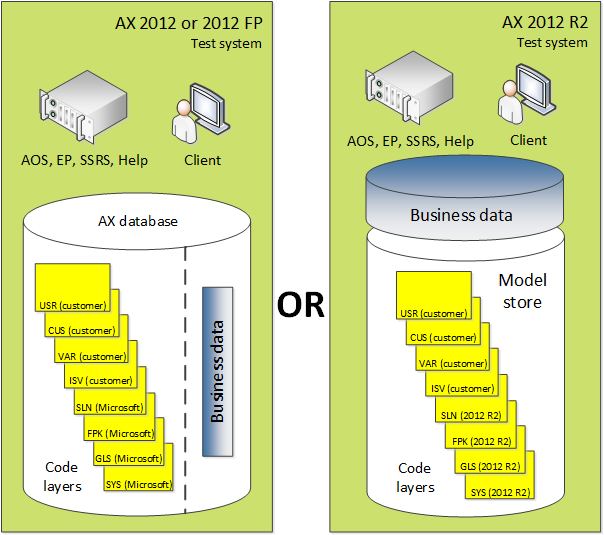 AX 2012 or 2012 FP
Test system
AOS, EP, SSRS, Help
Client
AX database
USR (customer)
CUS (customer)
VAR (customer)
ISV (customer)
SLN (Microsoft)
FPK (Microsoft)
GLS (Microsoft)
SYS (Microsoft)
Code
layers
Business data
OR
AX 2012 R2
Test system
AOS, EP, SSRS, Help
Client
Business data
Model
store
USR (customer)
CUS (customer)
VAR (customer)
ISV (customer)
SLN (2012 R2)
FPK (2012 R2)
GLS (2012 R2)
SYS (2012 R2)
Code
layers